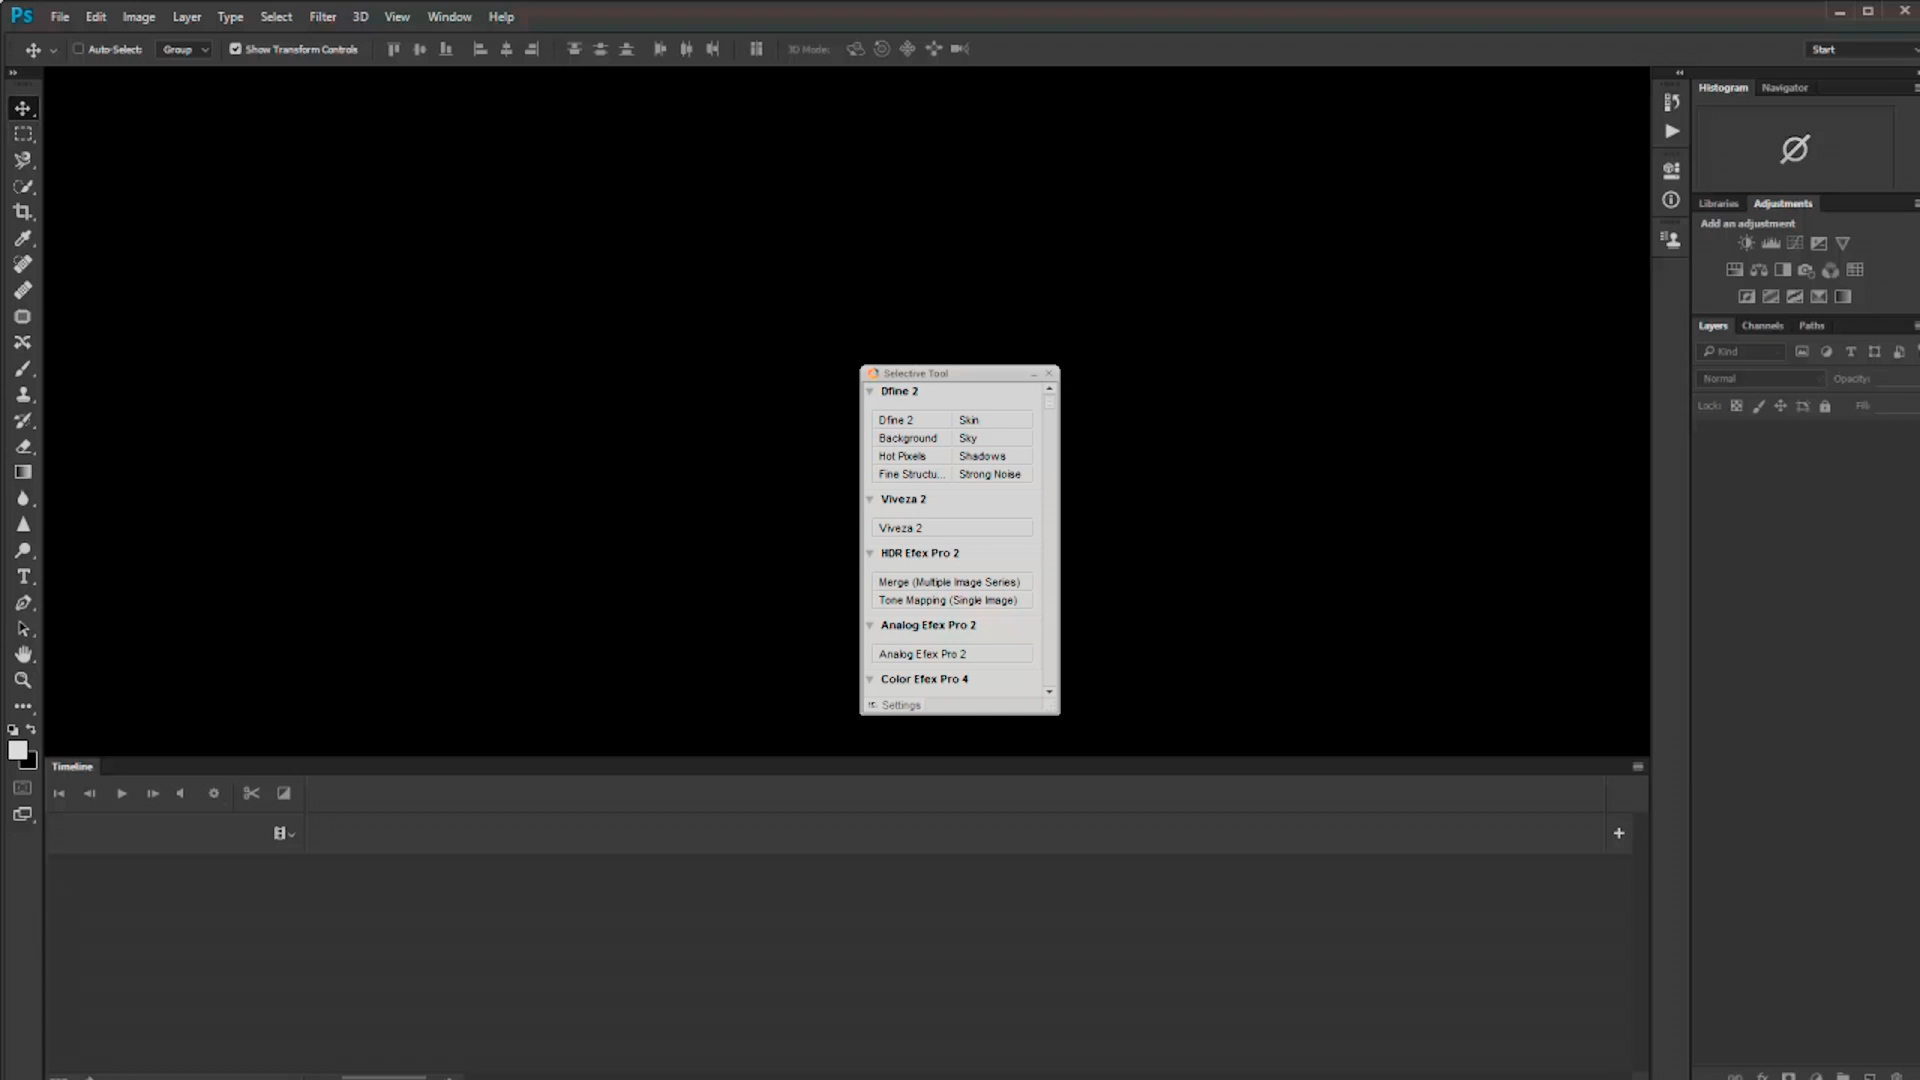 Ps File Edit Image Layer Type Select Filter 3D View Window Help
Auto-Select: Group Show Transform Controls 3D Mode: Start
Histogram Navigator
Libraries Adjustments
Add an adjustment
Layers Channels Paths
Kind
Normal Opacity:
Lock: Fill:
Selective Tool
Dfine 2
Dfine 2 Skin
Background Sky
Hot Pixels Shadows
Fine Structu... Strong Noise
Viveza 2
Viveza 2
HDR Efex Pro 2
Merge (Multiple Image Series)
Tone Mapping (Single Image)
Analog Efex Pro 2
Analog Efex Pro 2
Color Efex Pro 4
Settings
Timeline